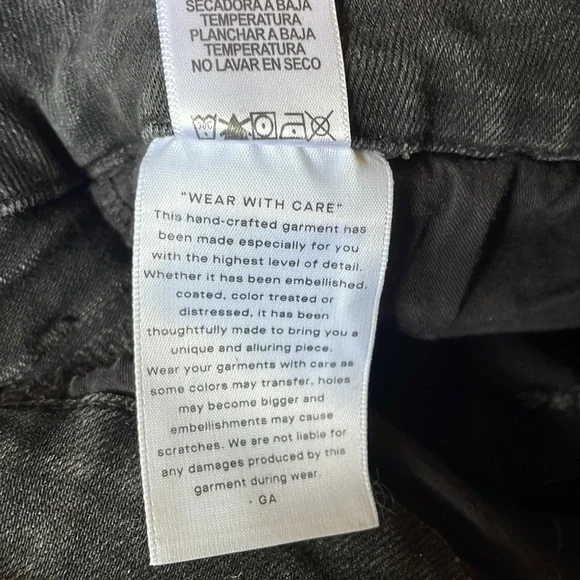 SECADORA A BAJA
TEMPERATURA
PLANCHAR A BAJA
TEMPERATURA
NO LAVAR EN SECO
"WEAR WITH CARE"
This hand-crafted garment has
been made especially for you
with the highest level of detail.
Whether it has been embellished,
coated, color treated or
distressed, it has been
thoughtfully made to bring you a
unique and alluring piece.
Wear your garments with care as
some colors may transfer, holes
may become bigger and
embellishments may cause
scratches. We are not liable for
any damages produced by this
garment during wear.
- GA